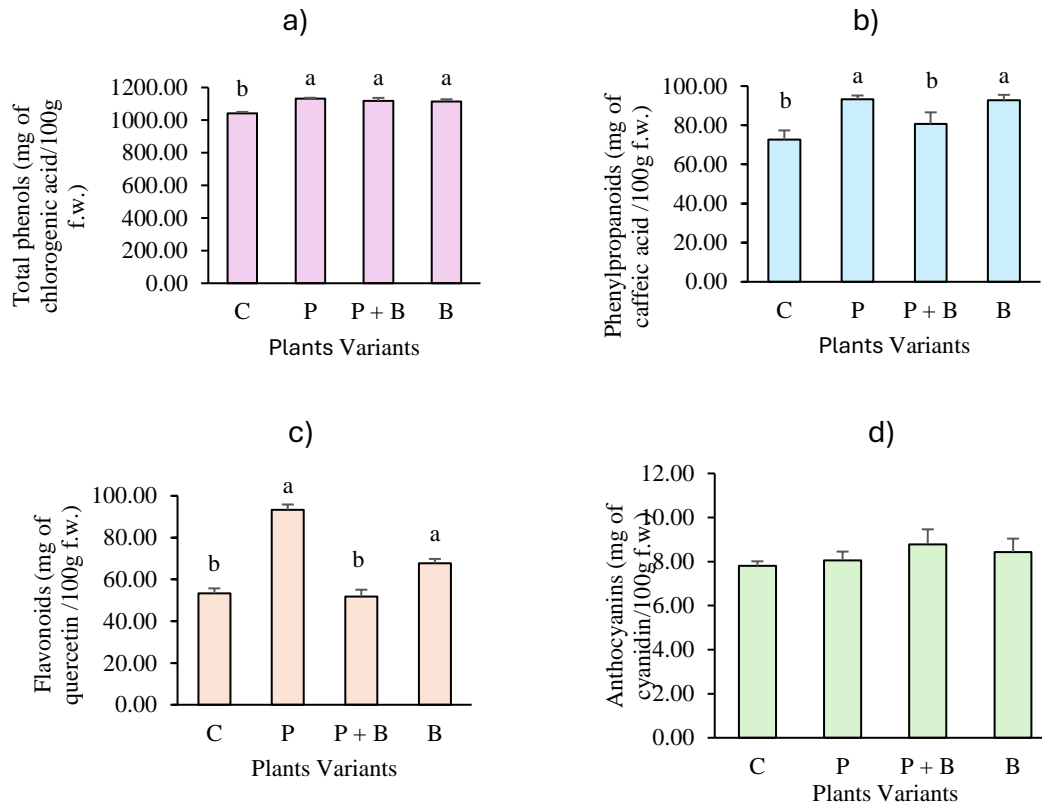 a)
Total phenols (mg of
chlorogenic acid/100g
f.w.)
1200.00
1000.00
800.00
600.00
400.00
200.00
0.00
b
a
a
a
C
P
P + B
B
Plants Variants
b)
Phenylpropanoids (mg of
caffeic acid /100g f.w.)
100.00
80.00
60.00
40.00
20.00
0.00
b
a
b
a
C
P
P + B
B
Plants Variants
c)
Flavonoids (mg of
quercetin /100g f.w.)
100.00
80.00
60.00
40.00
20.00
0.00
b
a
b
a
C
P
P + B
B
Plants Variants
d)
Anthocyanins (mg of
cyanidin/100g f.w.)
12.00
10.00
8.00
6.00
4.00
2.00
0.00
C
P
P + B
B
Plants Variants